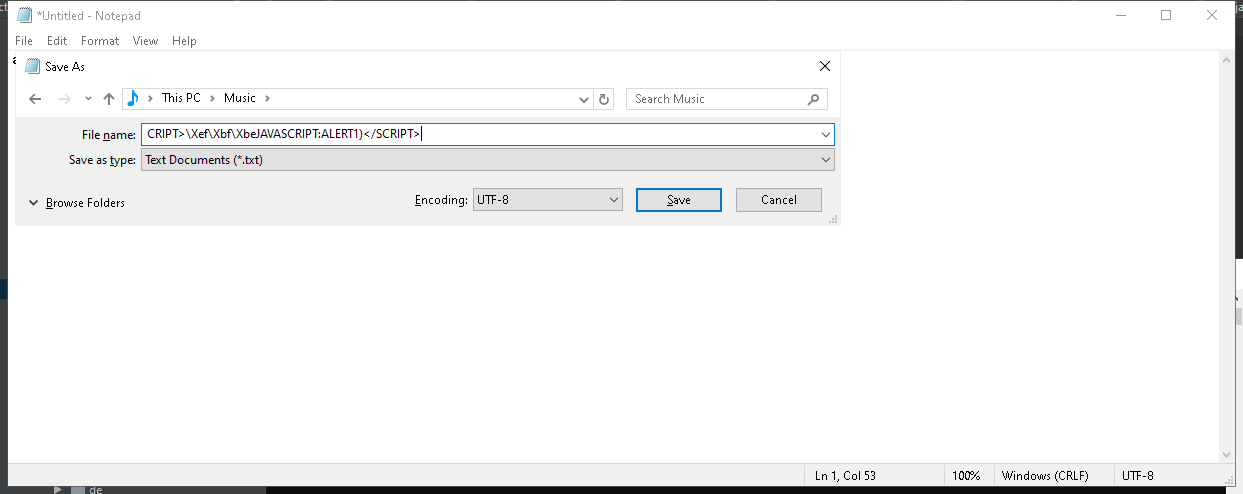 *Untitled - Notepad
File Edit Format View Help
Save As
This PC Music
Search Music
File name: CRIPT>\Xef\Xbf\XbeJAVASCRIPT:ALERT1)</SCRIPT>
Save as type: Text Documents (*.txt)
Browse Folders
Encoding: UTF-8
Save
Cancel
Ln 1, Col 53 100% Windows (CRLF) UTF-8
de